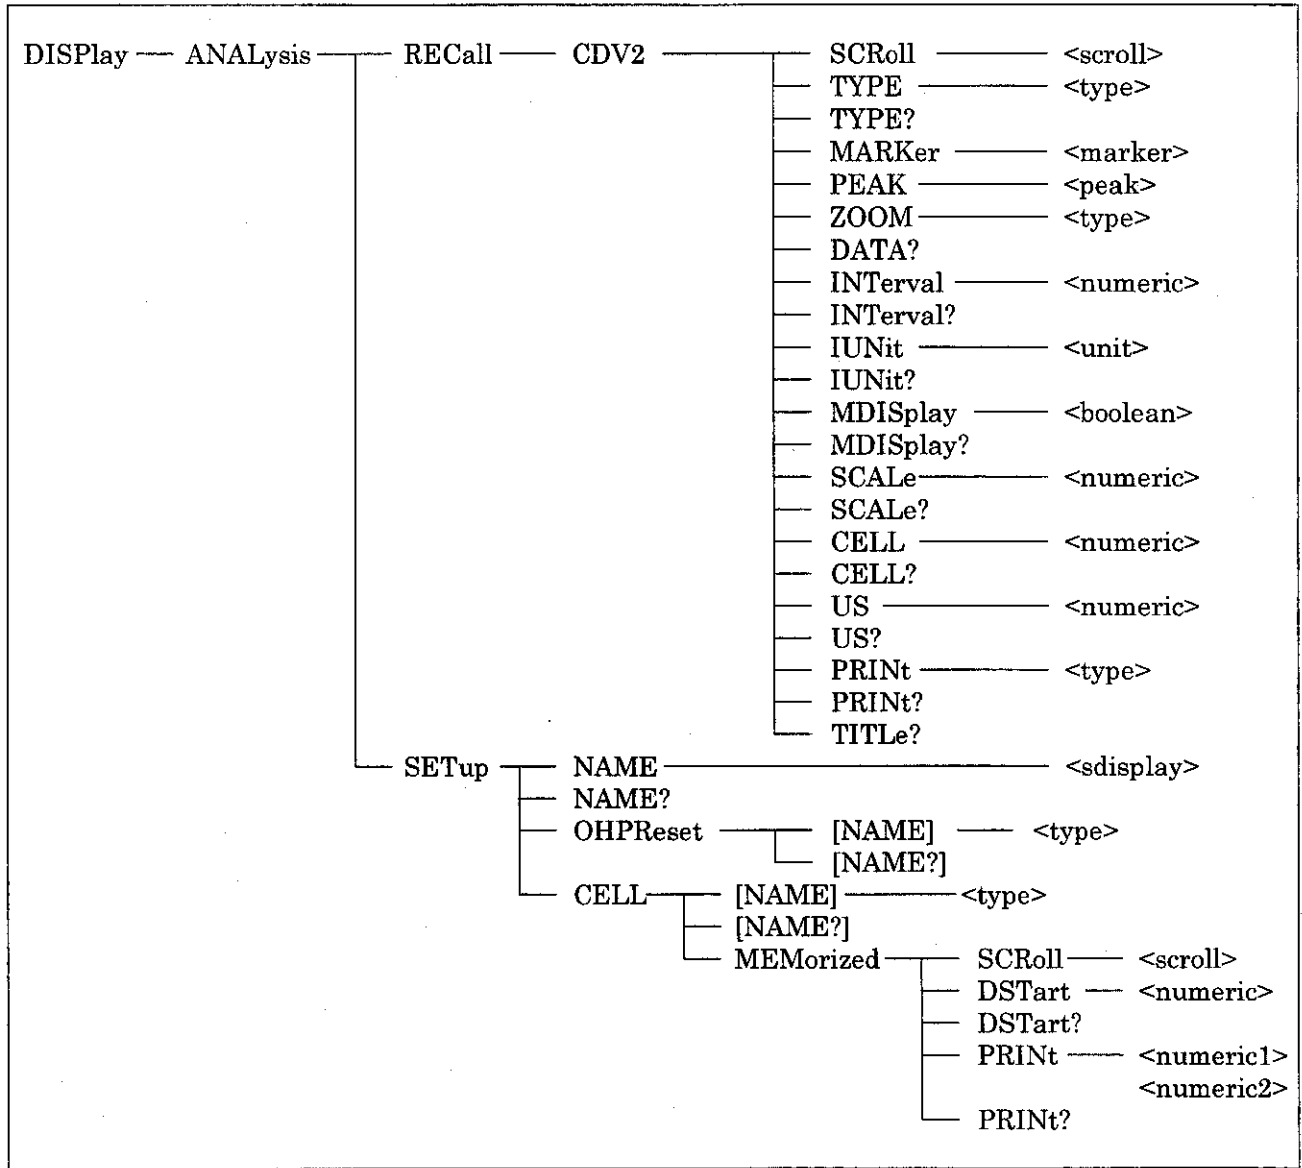 DISPlay ANALysis RECall CDV2 SCRoll <scroll>
TYPE <type>
TYPE?
MARKer <marker>
PEAK <peak>
ZOOM <type>
DATA?
INTerval <numeric>
INTerval?
IUNit <unit>
IUNit?
MDISplay <boolean>
MDISplay?
SCALe <numeric>
SCALe?
CELL <numeric>
CELL?
US <numeric>
US?
PRINt <type>
PRINt?
TITLe?
SETup NAME <sdisplay>
NAME?
OHPReset [NAME] <type>
[NAME?]
CELL [NAME] <type>
[NAME?]
MEMorized SCRoll <scroll>
DSTart <numeric>
DSTart?
PRINt <numeric1>
<numeric2>
PRINt?